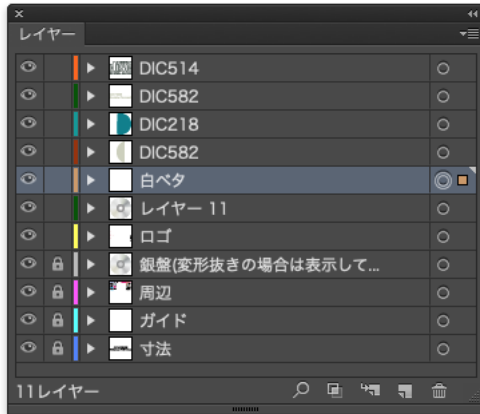 レイヤー
DIC514
DIC582
DIC218
DIC582
白ベタ
レイヤー 11
ロゴ
銀盤(変形抜きの場合は表示して...
周辺
ガイド
寸法
11レイヤー